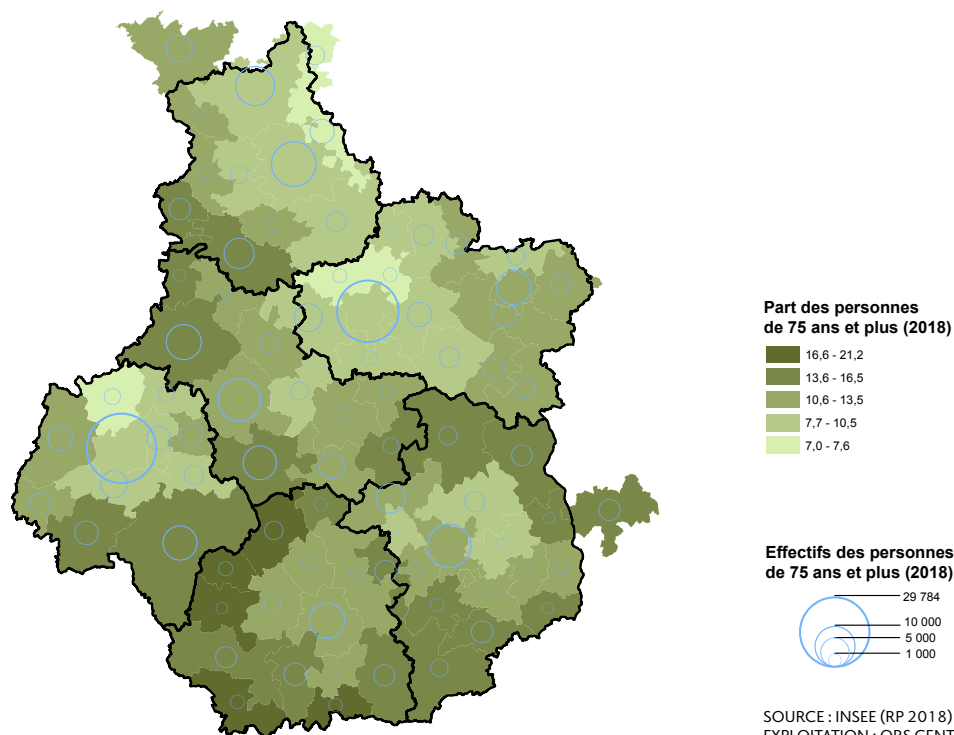 Part des personnes
de 75 ans et plus (2018)
16,6 - 21,2
13,6 - 16,5
10,6 - 13,5
7,7 - 10,5
7,0 - 7,6
Effectifs des personnes
de 75 ans et plus (2018)
29 784
10 000
5 000
1 000
SOURCE : INSEE (RP 2018)